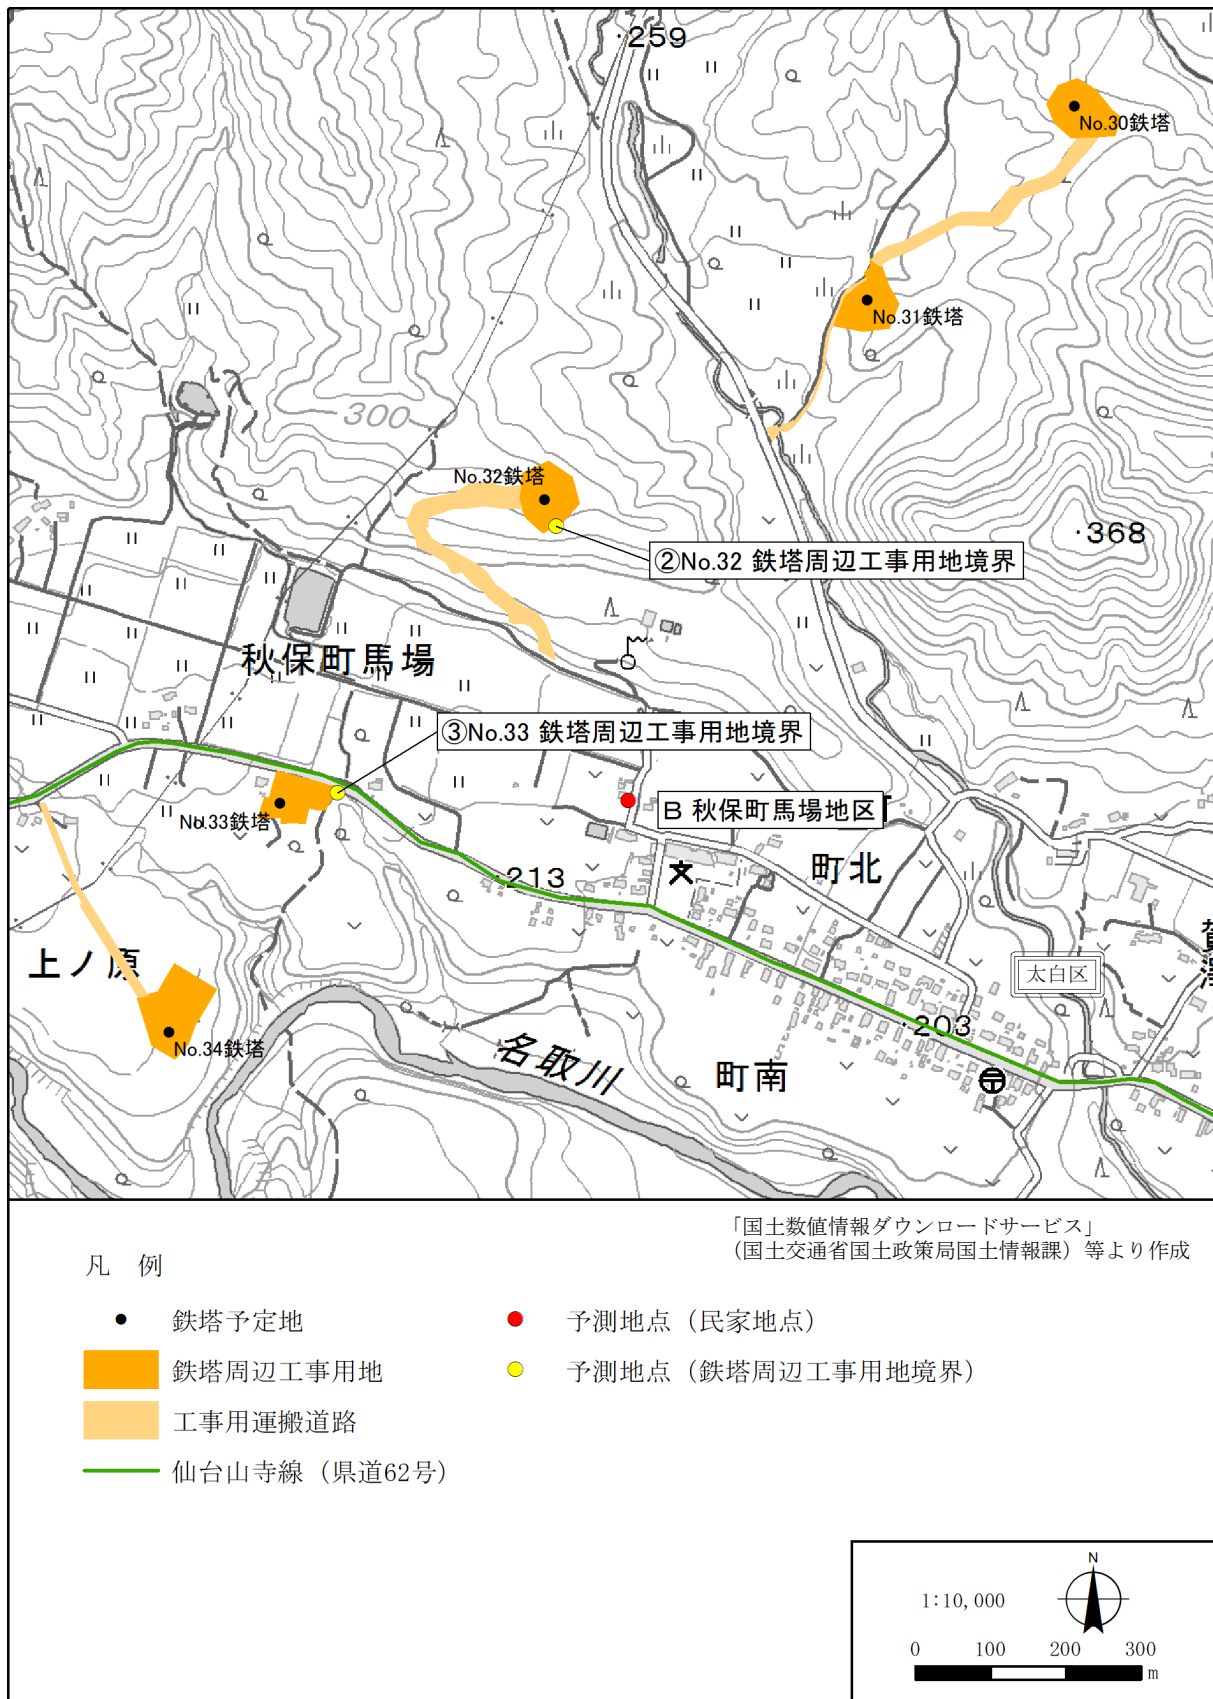 ・259
No.30鉄塔
No.31鉄塔
300
No.32鉄塔
・368
②No.32 鉄塔周辺工事用地境界
秋保町馬場
③No.33 鉄塔周辺工事用地境界
B 秋保町馬場地区
No.33鉄塔
町北
・213
上ノ原
太白区
No.34鉄塔
・203
名取川
町南
「国土数値情報ダウンロードサービス」
（国土交通省国土政策局国土情報課）等より作成
凡 例
鉄塔予定地
予測地点（民家地点）
鉄塔周辺工事用地
予測地点（鉄塔周辺工事用地境界）
工事用運搬道路
仙台山寺線（県道62号）
N
1:10,000
0 100 200 300
m